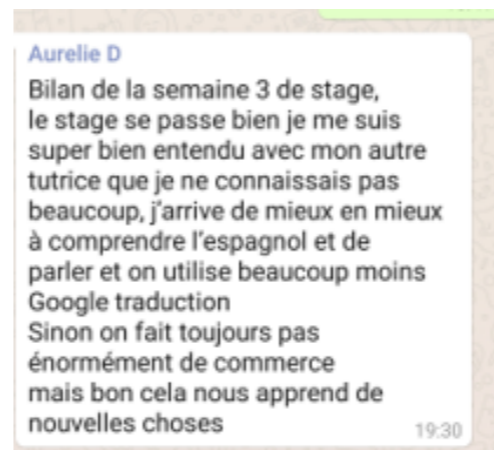 Aurelie D
Bilan de la semaine 3 de stage,
le stage se passe bien je me suis
super bien entendu avec mon autre
tutrice que je ne connaissais pas
beaucoup, j'arrive de mieux en mieux
à comprendre l'espagnol et de
parler et on utilise beaucoup moins
Google traduction
Sinon on fait toujours pas
énormément de commerce
mais bon cela nous apprend de
nouvelles choses
19:30